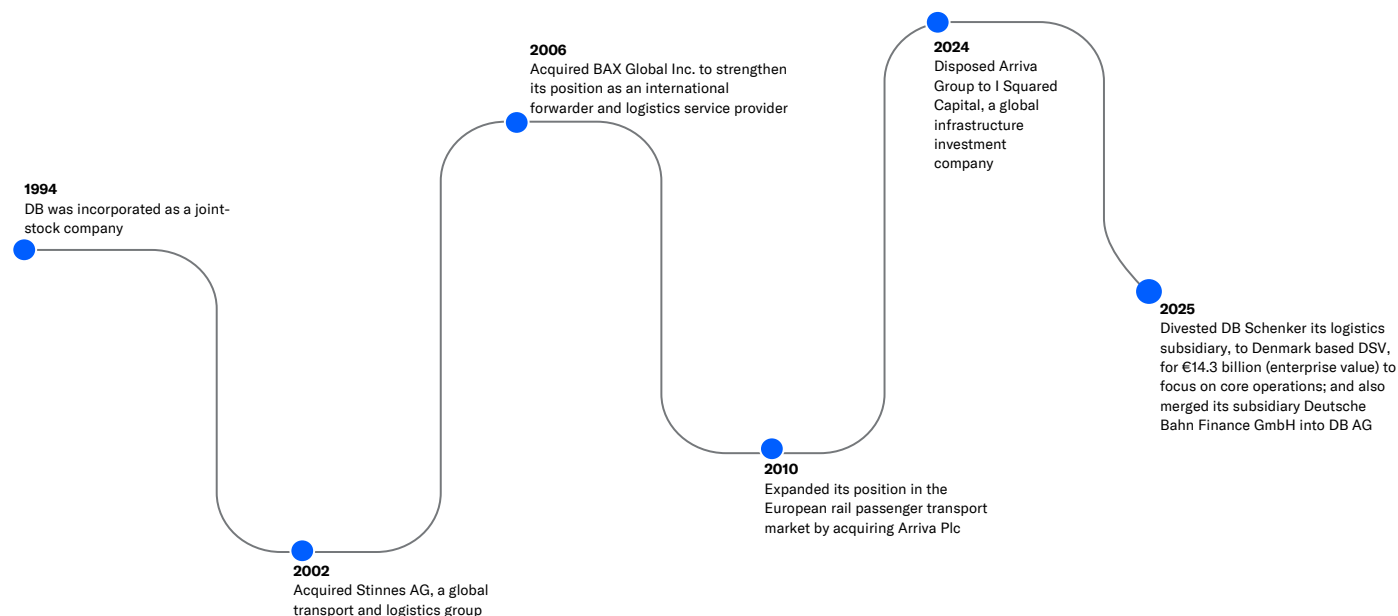 1994
DB was incorporated as a joint-
stock company
2002
Acquired Stinnes AG, a global
transport and logistics group
2006
Acquired BAX Global Inc. to strengthen
its position as an international
forwarder and logistics service provider
2010
Expanded its position in the
European rail passenger transport
market by acquiring Arriva Plc
2024
Disposed Arriva
Group to I Squared
Capital, a global
infrastructure
investment
company
2025
Divested DB Schenker its logistics
subsidiary, to Denmark based DSV,
for €14.3 billion (enterprise value) to
focus on core operations; and also
merged its subsidiary Deutsche
Bahn Finance GmbH into DB AG